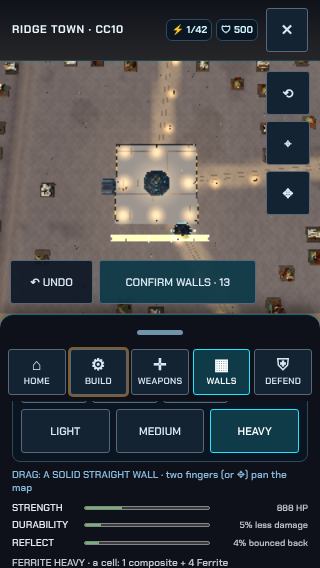 RIDGE TOWN · CC10
⚡ 1/42
🛡 500
✕
↶ UNDO
CONFIRM WALLS · 13
HOME
BUILD
WEAPONS
WALLS
DEFEND
LIGHT
MEDIUM
HEAVY
DRAG: A SOLID STRAIGHT WALL · two fingers (or ✥) pan the
map
STRENGTH 888 HP
DURABILITY 5% less damage
REFLECT 4% bounced back
FERRITE HEAVY · a cell: 1 composite + 4 Ferrite